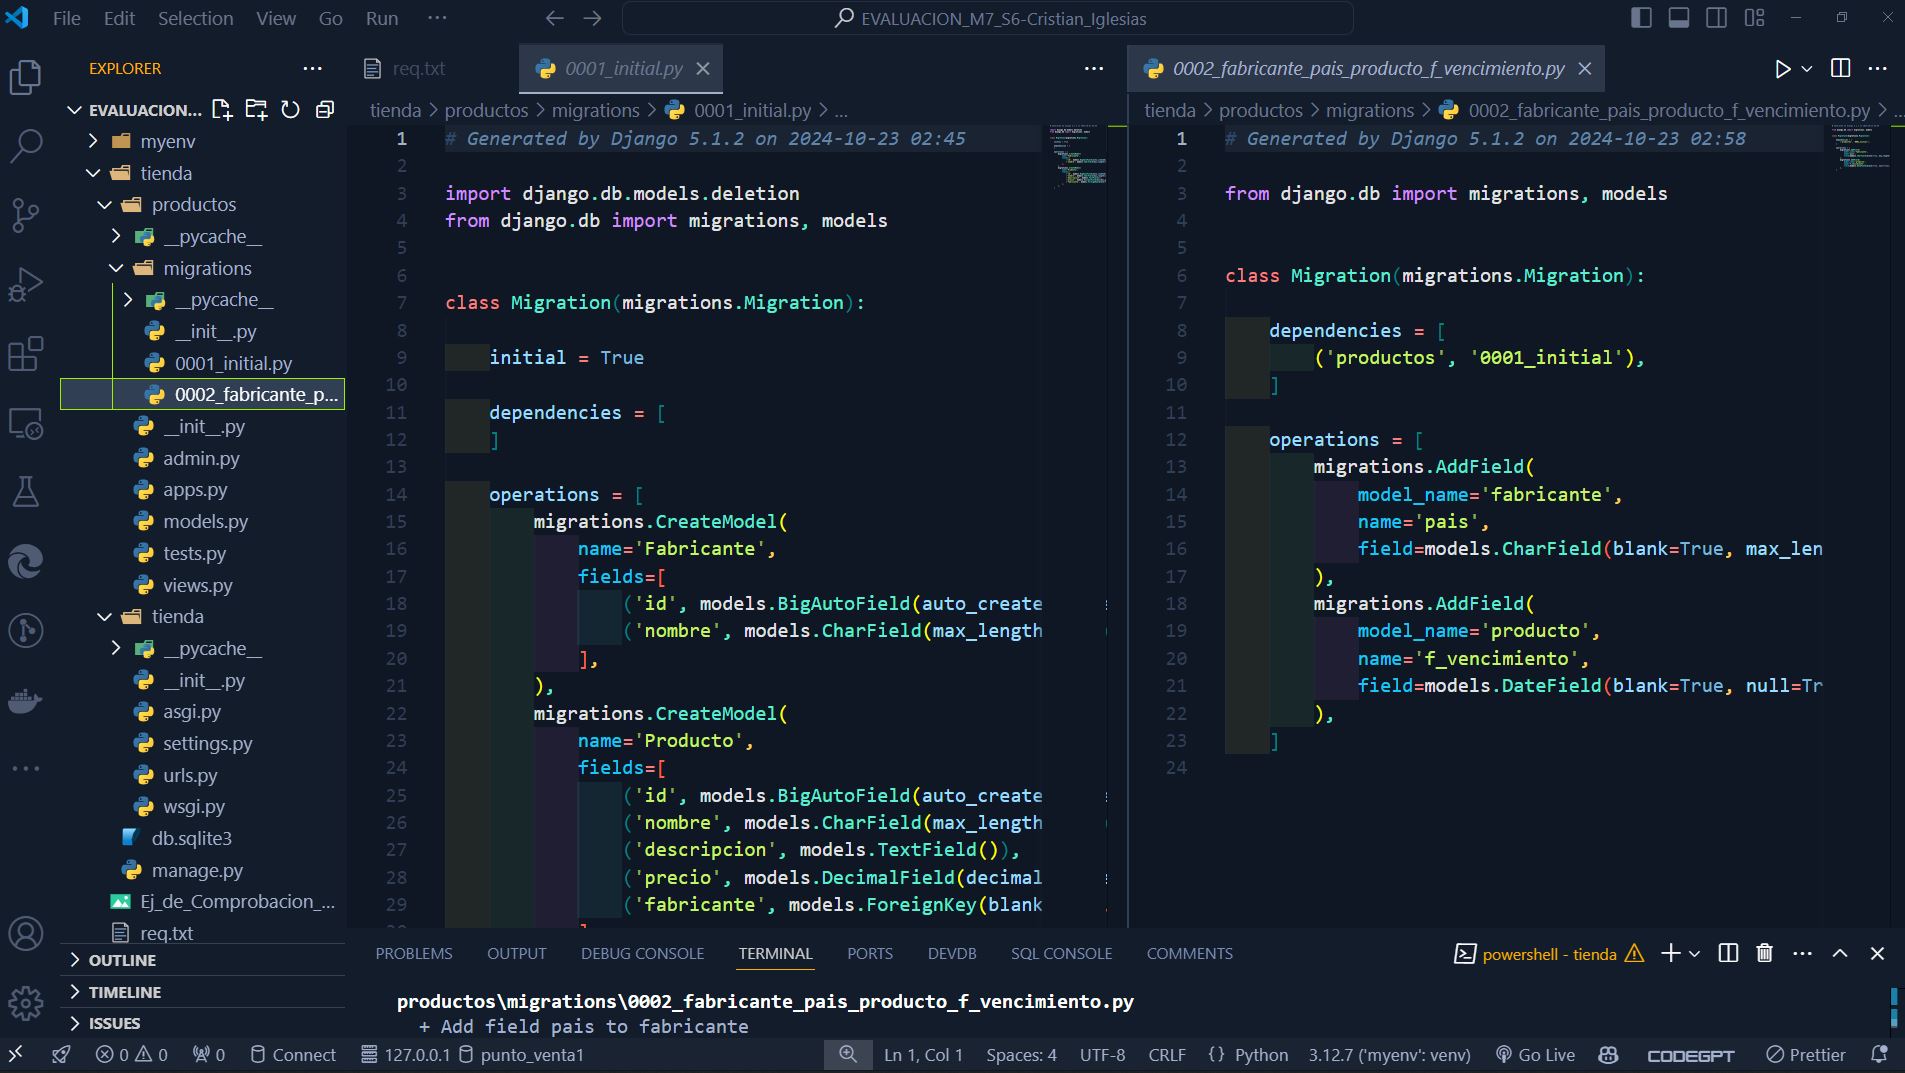 File Edit Selection View Go Run ...
EVALUACION_M7_S6-Cristian_Iglesias
EXPLORER
EVALUACION...
myenv
tienda
productos
__pycache__
migrations
__pycache__
__init__.py
0001_initial.py
0002_fabricante_p...
__init__.py
admin.py
apps.py
models.py
tests.py
views.py
tienda
__pycache__
__init__.py
asgi.py
settings.py
urls.py
wsgi.py
db.sqlite3
manage.py
Ej_de_Comprobacion_...
req.txt
OUTLINE
TIMELINE
ISSUES
req.txt
0001_initial.py
tienda > productos > migrations > 0001_initial.py > ...
1 # Generated by Django 5.1.2 on 2024-10-23 02:45
2
3 import django.db.models.deletion
4 from django.db import migrations, models
5
6
7 class Migration(migrations.Migration):
8
9 initial = True
10
11 dependencies = [
12 ]
13
14 operations = [
15 migrations.CreateModel(
16 name='Fabricante',
17 fields=[
18 ('id', models.BigAutoField(auto_create
19 ('nombre', models.CharField(max_length
20 ],
21 ),
22 migrations.CreateModel(
23 name='Producto',
24 fields=[
25 ('id', models.BigAutoField(auto_create
26 ('nombre', models.CharField(max_length
27 ('descripcion', models.TextField()),
28 ('precio', models.DecimalField(decimal
29 ('fabricante', models.ForeignKey(blank
0002_fabricante_pais_producto_f_vencimiento.py
tienda > productos > migrations > 0002_fabricante_pais_producto_f_vencimiento.py > ...
1 # Generated by Django 5.1.2 on 2024-10-23 02:58
2
3 from django.db import migrations, models
4
5
6 class Migration(migrations.Migration):
7
8 dependencies = [
9 ('productos', '0001_initial'),
10 ]
11
12 operations = [
13 migrations.AddField(
14 model_name='fabricante',
15 name='pais',
16 field=models.CharField(blank=True, max_len
17 ),
18 migrations.AddField(
19 model_name='producto',
20 name='f_vencimiento',
21 field=models.DateField(blank=True, null=Tr
22 ),
23 ]
24
PROBLEMS OUTPUT DEBUG CONSOLE TERMINAL PORTS DEVDB SQL CONSOLE COMMENTS
powershell - tienda
productos\migrations\0002_fabricante_pais_producto_f_vencimiento.py
+ Add field pais to fabricante
0 0 0 Connect 127.0.0.1 punto_venta1 Ln 1, Col 1 Spaces: 4 UTF-8 CRLF {} Python 3.12.7 ('myenv': venv) Go Live CODEGPT Prettier